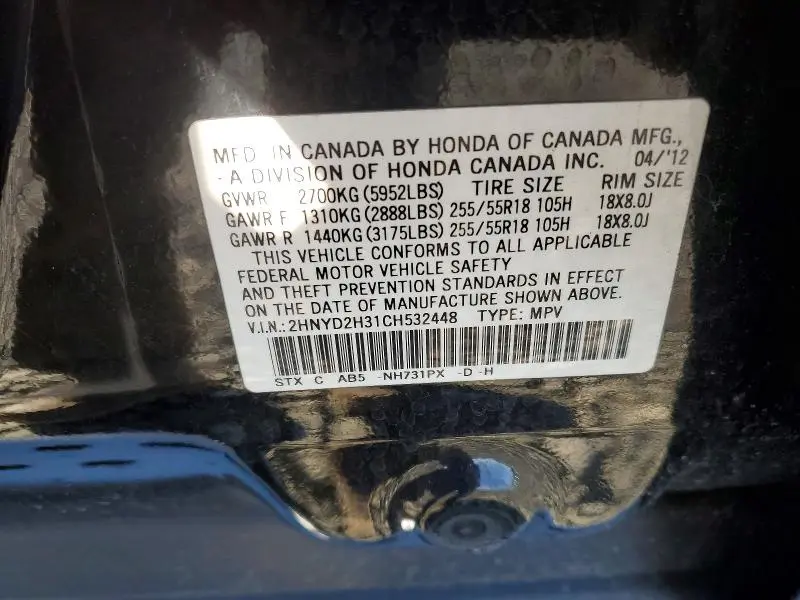 MFD IN CANADA BY HONDA OF CANADA MFG.,
- A DIVISION OF HONDA CANADA INC. 04/'12
GVWR 2700KG (5952LBS) TIRE SIZE RIM SIZE
GAWR F 1310KG (2888LBS) 255/55R18 105H 18X8.0J
GAWR R 1440KG (3175LBS) 255/55R18 105H 18X8.0J
THIS VEHICLE CONFORMS TO ALL APPLICABLE
FEDERAL MOTOR VEHICLE SAFETY
AND THEFT PREVENTION STANDARDS IN EFFECT
ON THE DATE OF MANUFACTURE SHOWN ABOVE.
V.I.N.: 2HNYD2H31CH532448 TYPE: MPV
STX C AB5 -NH731PX -D -H